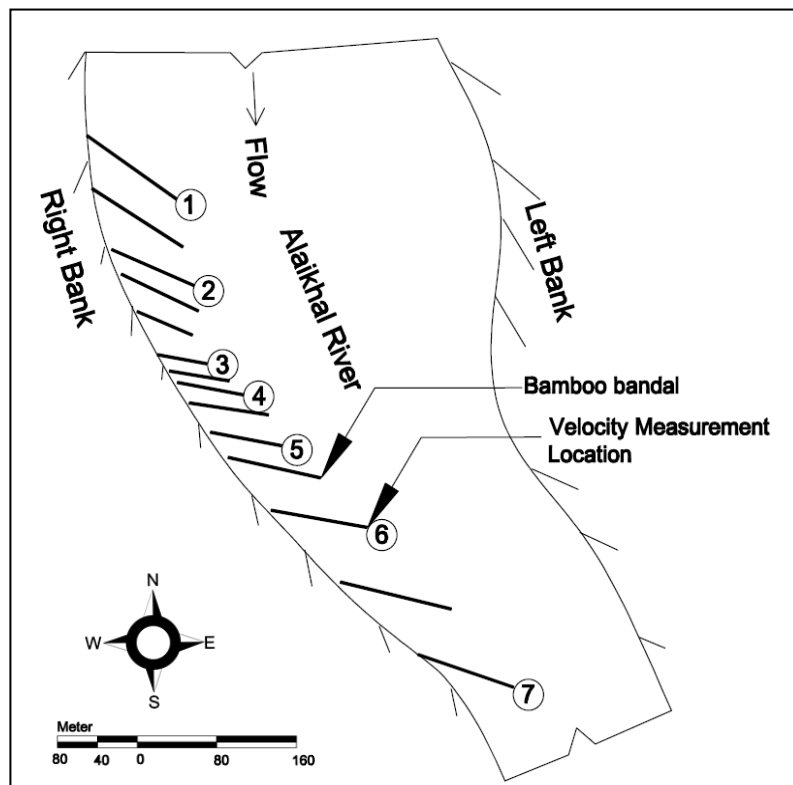 Flow
Alaikhal River
Right Bank
Left Bank
1
2
3
4
5
6
7
Bamboo bandal
Velocity Measurement
Location
N
W
E
S
Meter
80 40 0 80 160